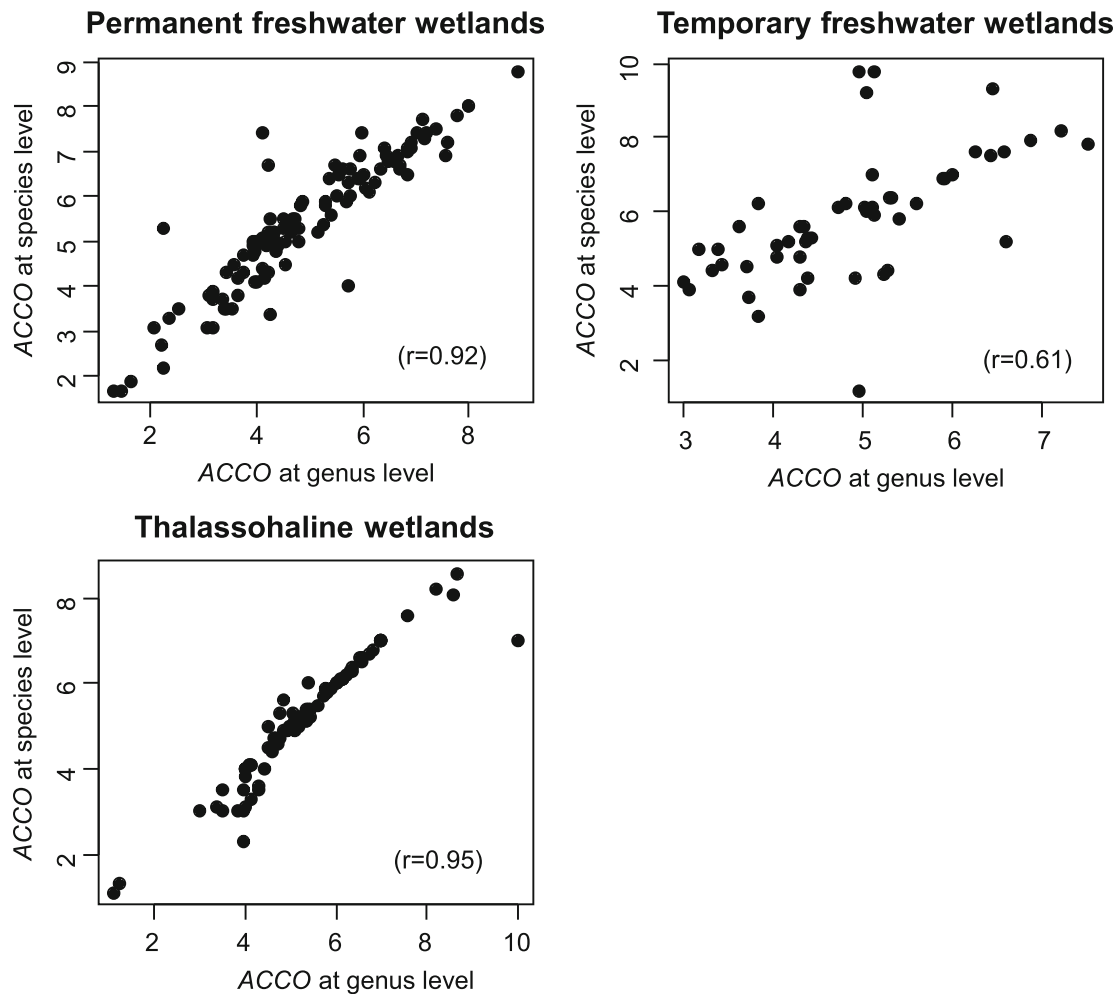 Permanent freshwater wetlands
9
8
7
6
5
4
3
2
ACCO at species level
(r=0.92)
2 4 6 8
ACCO at genus level
Temporary freshwater wetlands
10
8
6
4
2
ACCO at species level
(r=0.61)
3 4 5 6 7
ACCO at genus level
Thalassohaline wetlands
8
6
4
2
ACCO at species level
(r=0.95)
2 4 6 8 10
ACCO at genus level